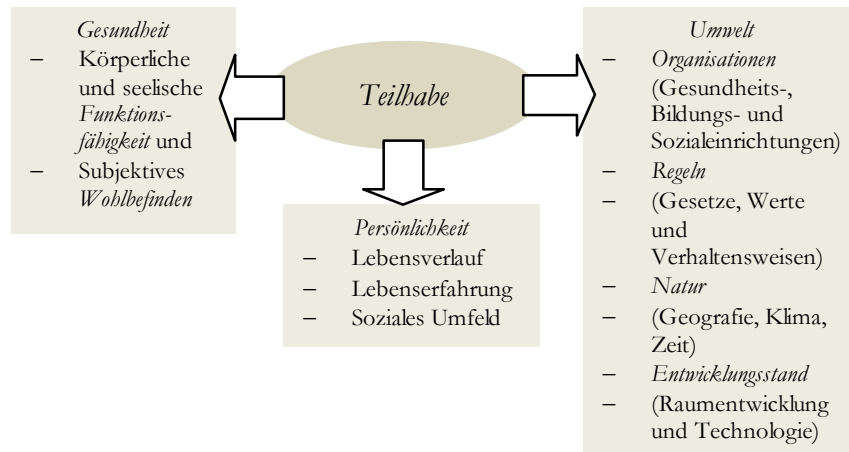 Gesundheit
– Körperliche
und seelische
Funktions-
fähigkeit und
– Subjektives
Wohlbefinden
Teilhabe
Persönlichkeit
– Lebensverlauf
– Lebenserfahrung
– Soziales Umfeld
Umwelt
– Organisationen
(Gesundheits-,
Bildungs- und
Sozialeinrichtungen)
– Regeln
– (Gesetze, Werte
und
Verhaltensweisen)
– Natur
– (Geografie, Klima,
Zeit)
– Entwicklungsstand
– (Raumentwicklung
und Technologie)